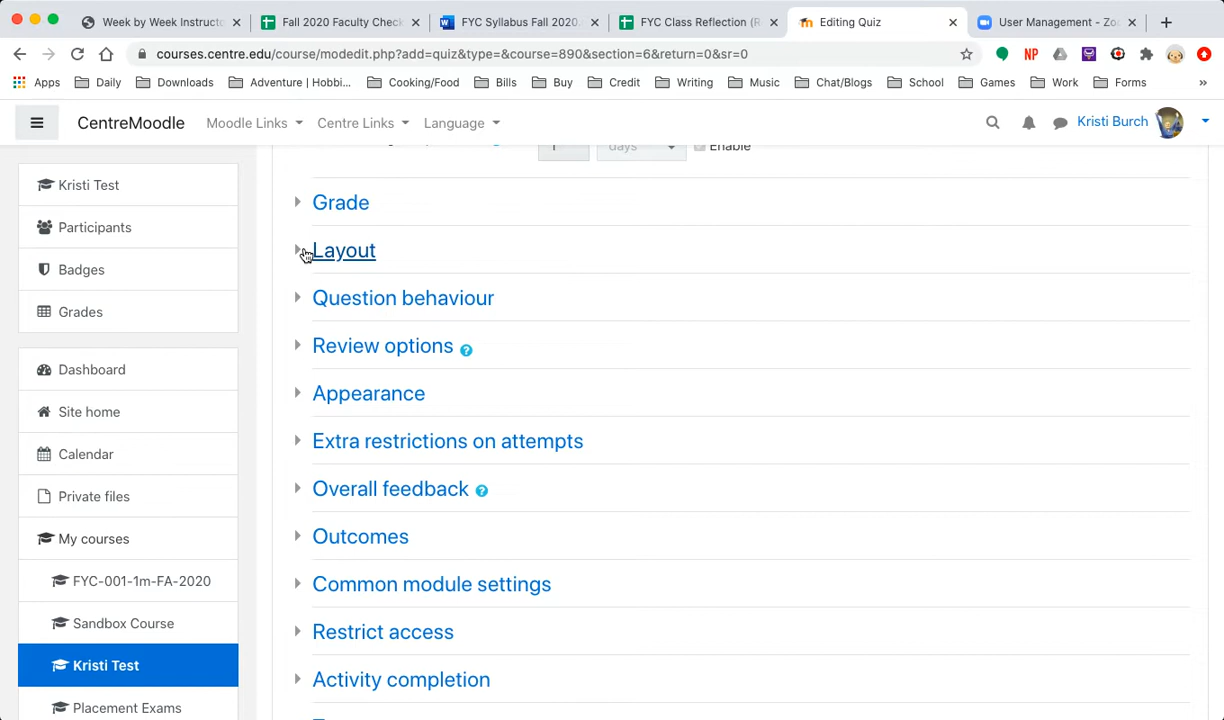 Week by Week Instructo
Fall 2020 Faculty Check
FYC Syllabus Fall 2020.
FYC Class Reflection (R
Editing Quiz
User Management - Zoo
courses.centre.edu/course/modedit.php?add=quiz&type=&course=890&section=6&return=0&sr=0
NP
Apps
Daily
Downloads
Adventure | Hobbi...
Cooking/Food
Bills
Buy
Credit
Writing
Music
Chat/Blogs
School
Games
Work
Forms
»
CentreMoodle
Moodle Links
Centre Links
Language
Kristi Burch
Kristi Test
Participants
Badges
Grades
Dashboard
Site home
Calendar
Private files
My courses
FYC-001-1m-FA-2020
Sandbox Course
Kristi Test
Placement Exams
days
Enable
Grade
Layout
Question behaviour
Review options
Appearance
Extra restrictions on attempts
Overall feedback
Outcomes
Common module settings
Restrict access
Activity completion